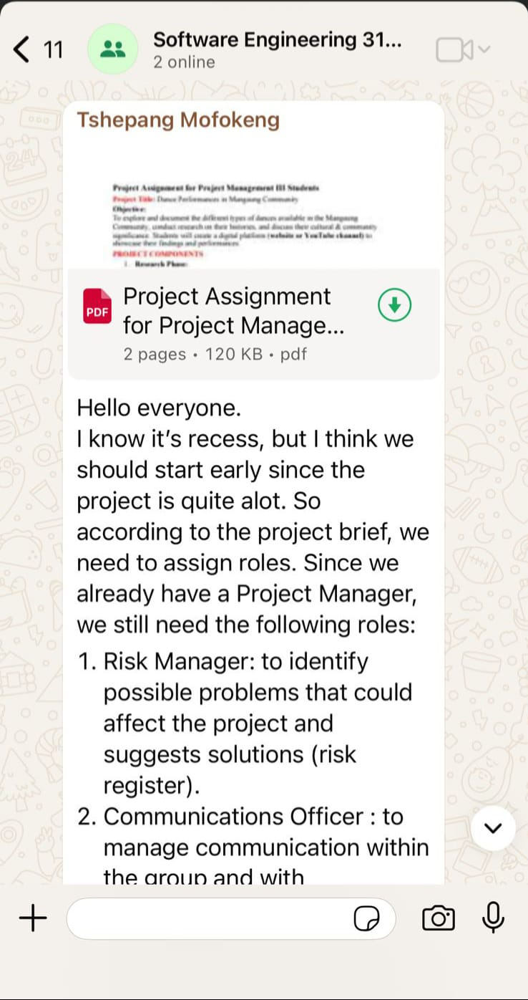 11
Software Engineering 31...
2 online
Tshepang Mofokeng
Project Assignment for Project Management III Students
Project Title: Dance Performances in Mangaung Community
Objective:
To explore and document the different types of dances available in the Mangaung
Community, conduct research on their histories, and discuss their cultural & community
significance. Students will create a digital platform (website or YouTube channel) to
showcase their findings and performances.
PROJECT COMPONENTS
1. Research Phase:
PDF
Project Assignment
for Project Manage...
2 pages • 120 KB • pdf
Hello everyone.
I know it's recess, but I think we
should start early since the
project is quite alot. So
according to the project brief, we
need to assign roles. Since we
already have a Project Manager,
we still need the following roles:
1. Risk Manager: to identify
possible problems that could
affect the project and
suggests solutions (risk
register).
2. Communications Officer : to
manage communication within
the group and with